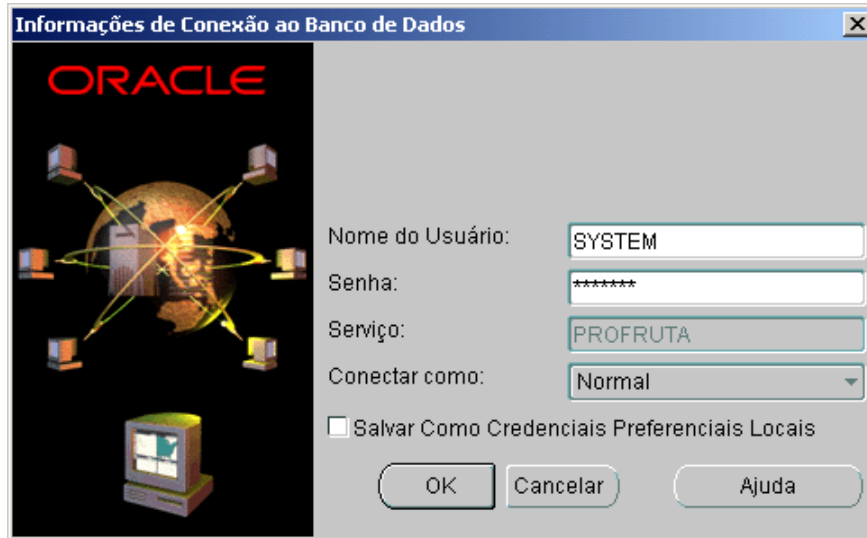 Informações de Conexão ao Banco de Dados
ORACLE
Nome do Usuário: SYSTEM
Senha: *******
Serviço: PROFRUTA
Conectar como: Normal
Salvar Como Credenciais Preferenciais Locais
OK Cancelar Ajuda